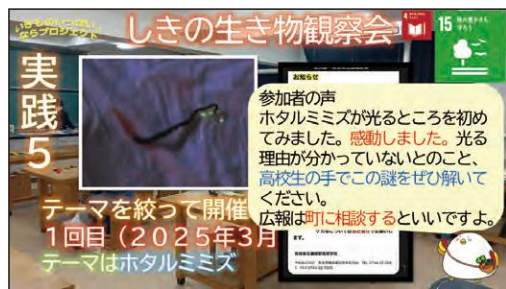 いきものいっぱい
ならプロジェクト
しきの生き物観察会
4
15
陸の豊かさも
守ろう
実践5
お知らせ
参加者の声
ホタルミミズが光るところを初め
てみました。感動しました。光る
理由が分かっていないとのこと、
高校生の手でこの謎をぜひ解いて
ください。
広報は町に相談するといいですよ。
テーマを絞って開催
1回目（2025年3月
テーマはホタルミミズ